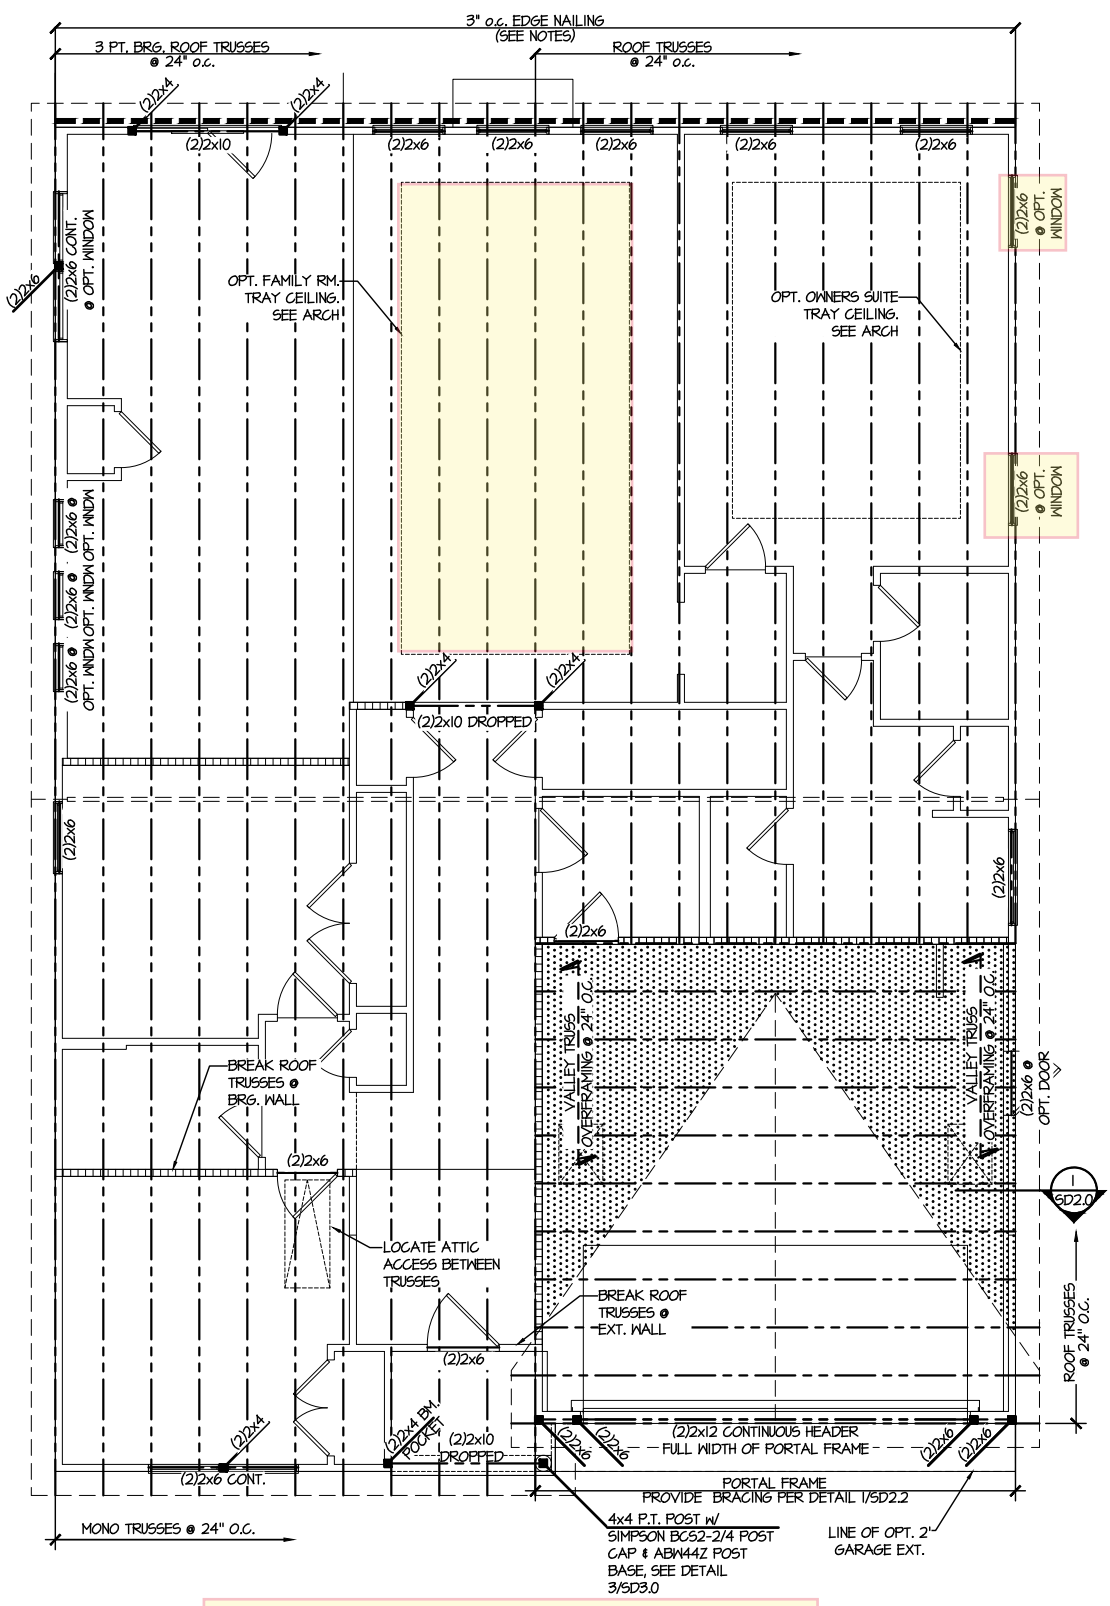 3" o.c. EDGE NAILING
(SEE NOTES)
3 PT. BRG. ROOF TRUSSES
@ 24" o.c.
ROOF TRUSSES
@ 24" o.c.
(2)2x4
(2)2x4
(2)2x10
(2)2x6
(2)2x6
(2)2x6
(2)2x6
(2)2x6
(2)2x6 CONT.
@ OPT. WINDOW
(2)2x6
(2)2x6
@ OPT.
WINDOW
OPT. FAMILY RM.
TRAY CEILING.
SEE ARCH
OPT. OWNERS SUITE
TRAY CEILING.
SEE ARCH
(2)2x6
@ OPT.
WINDOW
(2)2x6 @
OPT. WNDW
(2)2x6 @
OPT. WNDW
(2)2x6 @
OPT. WNDW
(2)2x4
(2)2x4
(2)2x10 DROPPED
(2)2x6
(2)2x6
(2)2x6
VALLEY TRUSS
OVERFRAMING @ 24" O.C.
VALLEY TRUSS
OVERFRAMING @ 24" O.C.
BREAK ROOF
TRUSSES @
BRG. WALL
(2)2x6 @
OPT. DOOR
(2)2x6
1
SD2.0
LOCATE ATTIC
ACCESS BETWEEN
TRUSSES
BREAK ROOF
TRUSSES @
EXT. WALL
ROOF TRUSSES
@ 24" O.C.
(2)2x6
(2)2x4
(2)2x4 BM.
POCKET
(2)2x10
DROPPED
(2)2x6
(2)2x6
(2)2x12 CONTINUOUS HEADER
FULL WIDTH OF PORTAL FRAME
(2)2x6
(2)2x6
(2)2x6 CONT.
PORTAL FRAME
PROVIDE BRACING PER DETAIL 1/SD2.2
MONO TRUSSES @ 24" O.C.
4x4 P.T. POST W/
SIMPSON BCS2-2/4 POST
CAP & ABW44Z POST
BASE, SEE DETAIL
3/SD3.0
LINE OF OPT. 2'
GARAGE EXT.